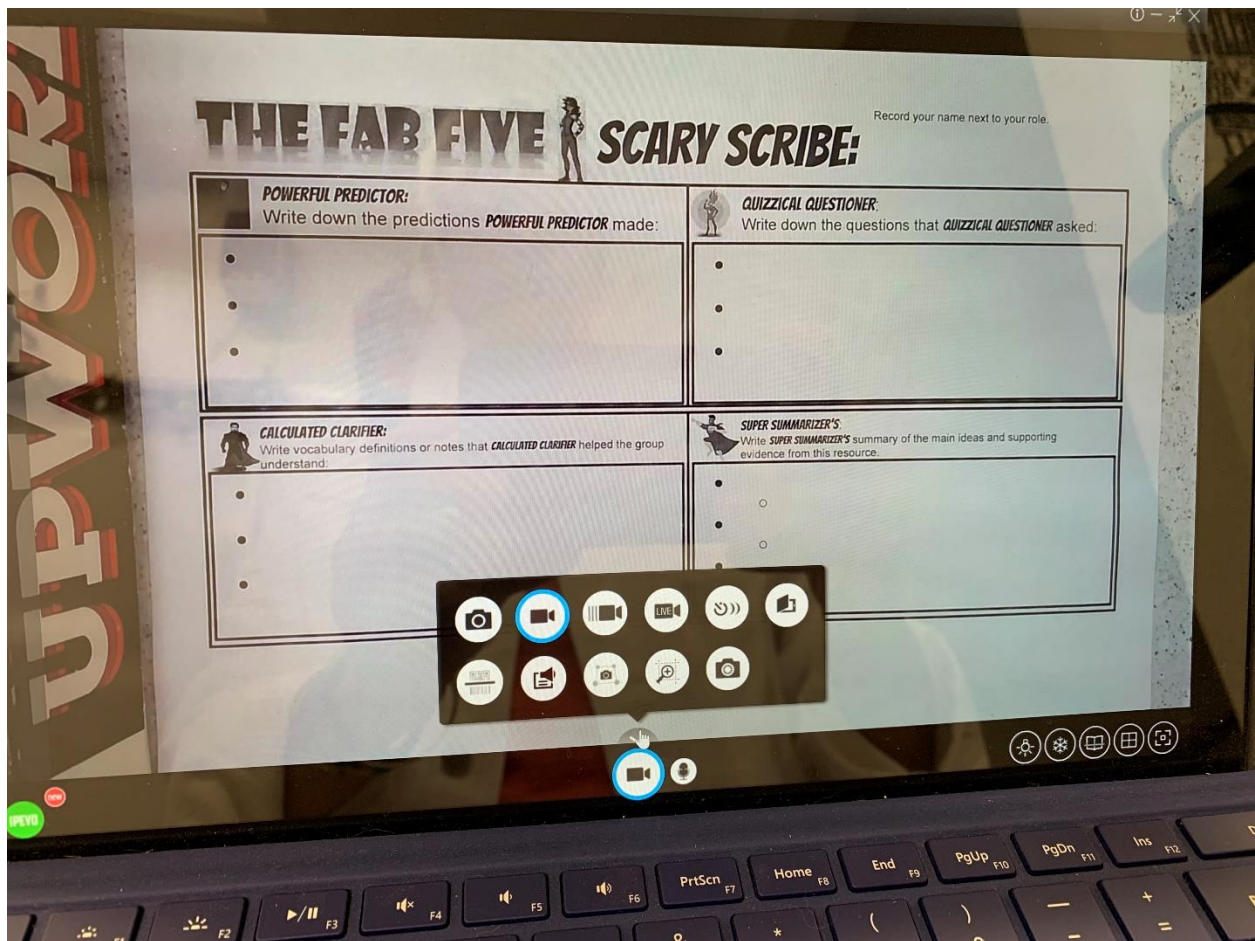 THE FAB FIVE SCARY SCRIBE:
Record your name next to your role.
POWERFUL PREDICTOR:
Write down the predictions POWERFUL PREDICTOR made:
QUIZZICAL QUESTIONER:
Write down the questions that QUIZZICAL QUESTIONER asked:
CALCULATED CLARIFIER:
Write vocabulary definitions or notes that CALCULATED CLARIFIER helped the group
understand:
SUPER SUMMARIZER'S:
Write SUPER SUMMARIZER'S summary of the main ideas and supporting
evidence from this resource.
UPWOR
LIVE
new
IPEVO
F1
F2
F3
F4
F5
F6
PrtScn F7
Home F8
End F9
PgUp F10
PgDn F11
Ins F12
* ( ) — +
=